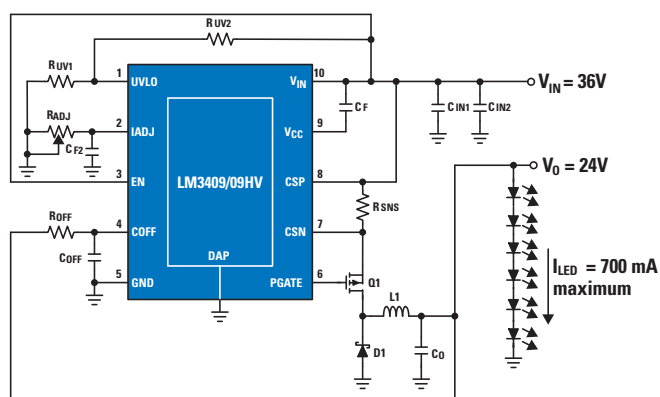 RUV2
RUV1
1
UVLO
VIN
10
VIN = 36V
RADJ
2
IADJ
CF
CIN1
CIN2
CF2
VCC
9
3
EN
LM3409/09HV
CSP
8
VO = 24V
RSNS
ROFF
4
COFF
CSN
7
COFF
DAP
ILED = 700 mA
maximum
5
GND
PGATE
6
Q1
L1
D1
CO